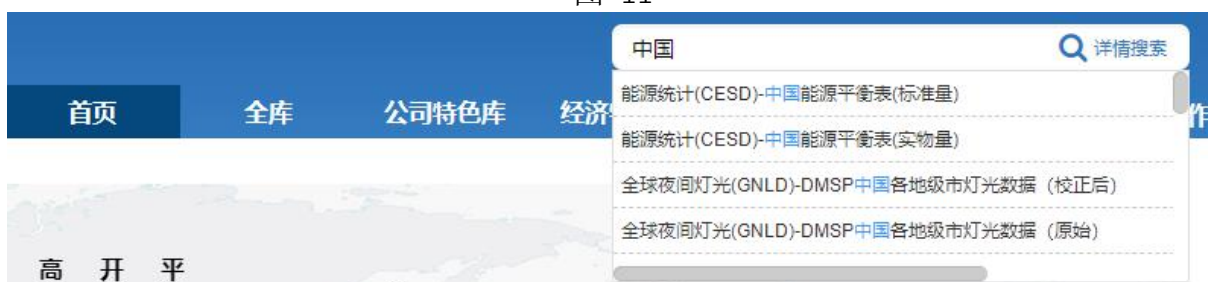 中国
详情搜索
首页 全库 公司特色库 经济
能源统计(CESD)-中国能源平衡表(标准量)
能源统计(CESD)-中国能源平衡表(实物量)
全球夜间灯光(GNLD)-DMSP中国各地级市灯光数据（校正后）
全球夜间灯光(GNLD)-DMSP中国各地级市灯光数据（原始）
高 开 平